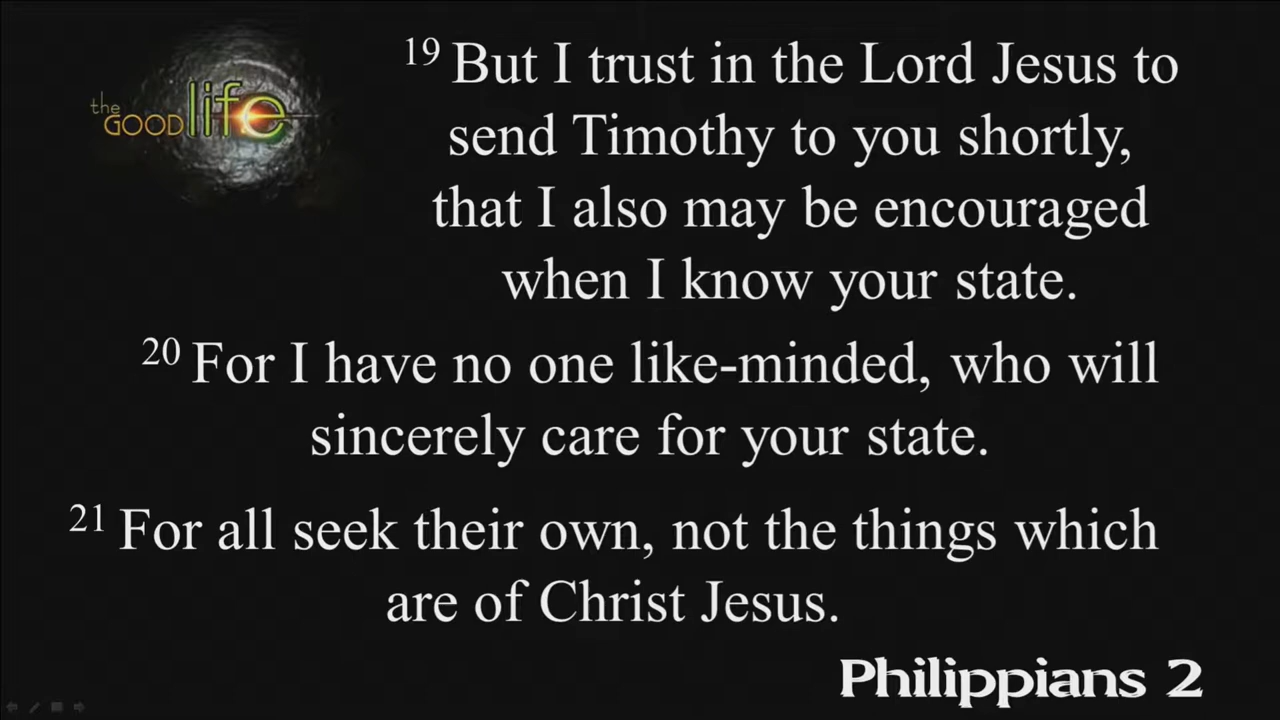 the
GOOD life
19 But I trust in the Lord Jesus to
send Timothy to you shortly,
that I also may be encouraged
when I know your state.
20 For I have no one like-minded, who will
sincerely care for your state.
21 For all seek their own, not the things which
are of Christ Jesus.
Philippians 2